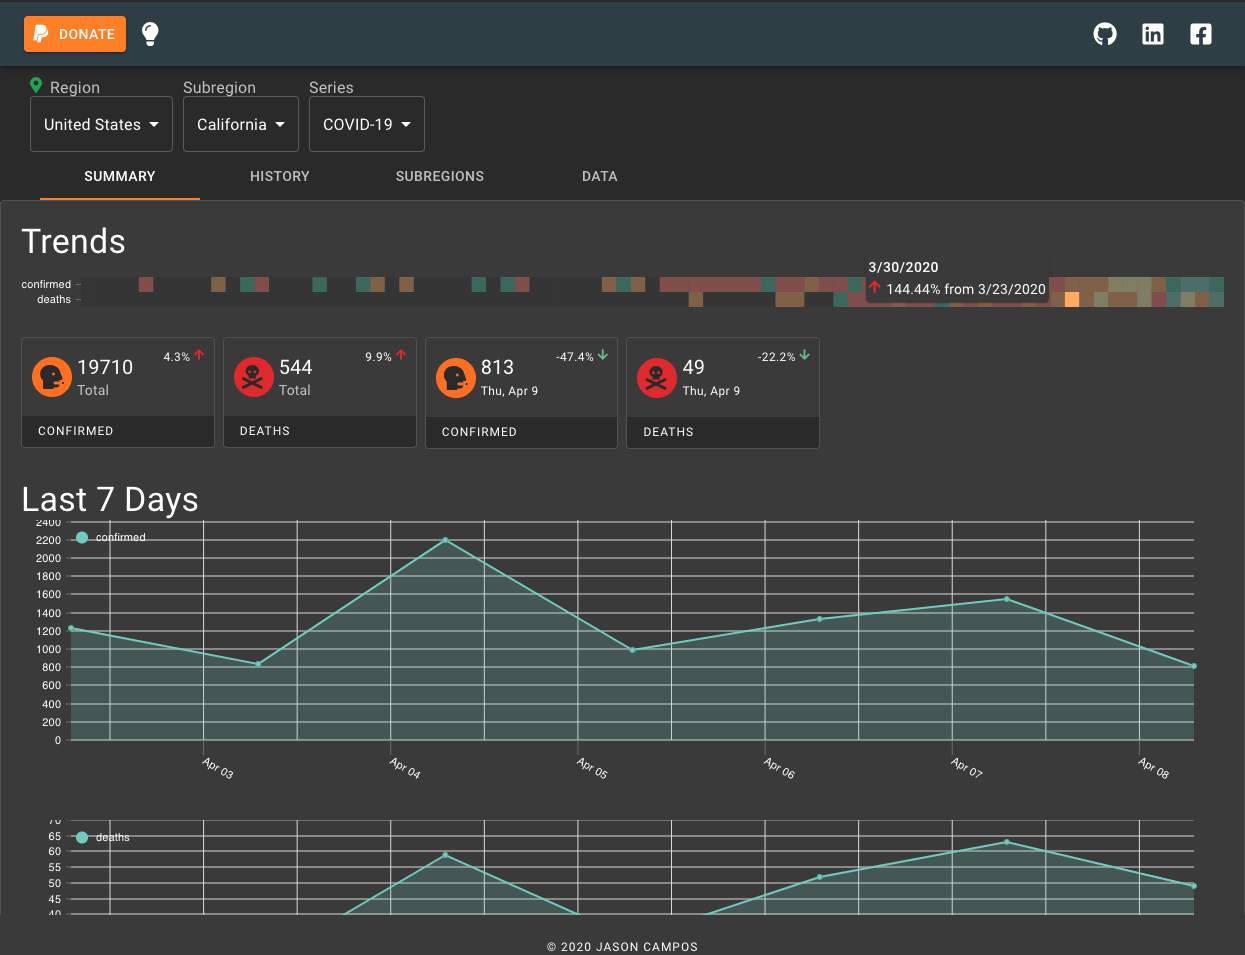 DONATE
Region Subregion Series
United States California COVID-19
SUMMARY HISTORY SUBREGIONS DATA
Trends
3/30/2020
144.44% from 3/23/2020
confirmed
deaths
19710 4.3%
Total
CONFIRMED
544 9.9%
Total
DEATHS
813 -47.4%
Thu, Apr 9
CONFIRMED
49 -22.2%
Thu, Apr 9
DEATHS
Last 7 Days
2400
confirmed
2200
2000
1800
1600
1400
1200
1000
800
600
400
200
0
Apr 03 Apr 04 Apr 05 Apr 06 Apr 07 Apr 08
70
deaths
65
60
55
50
45
40
© 2020 JASON CAMPOS